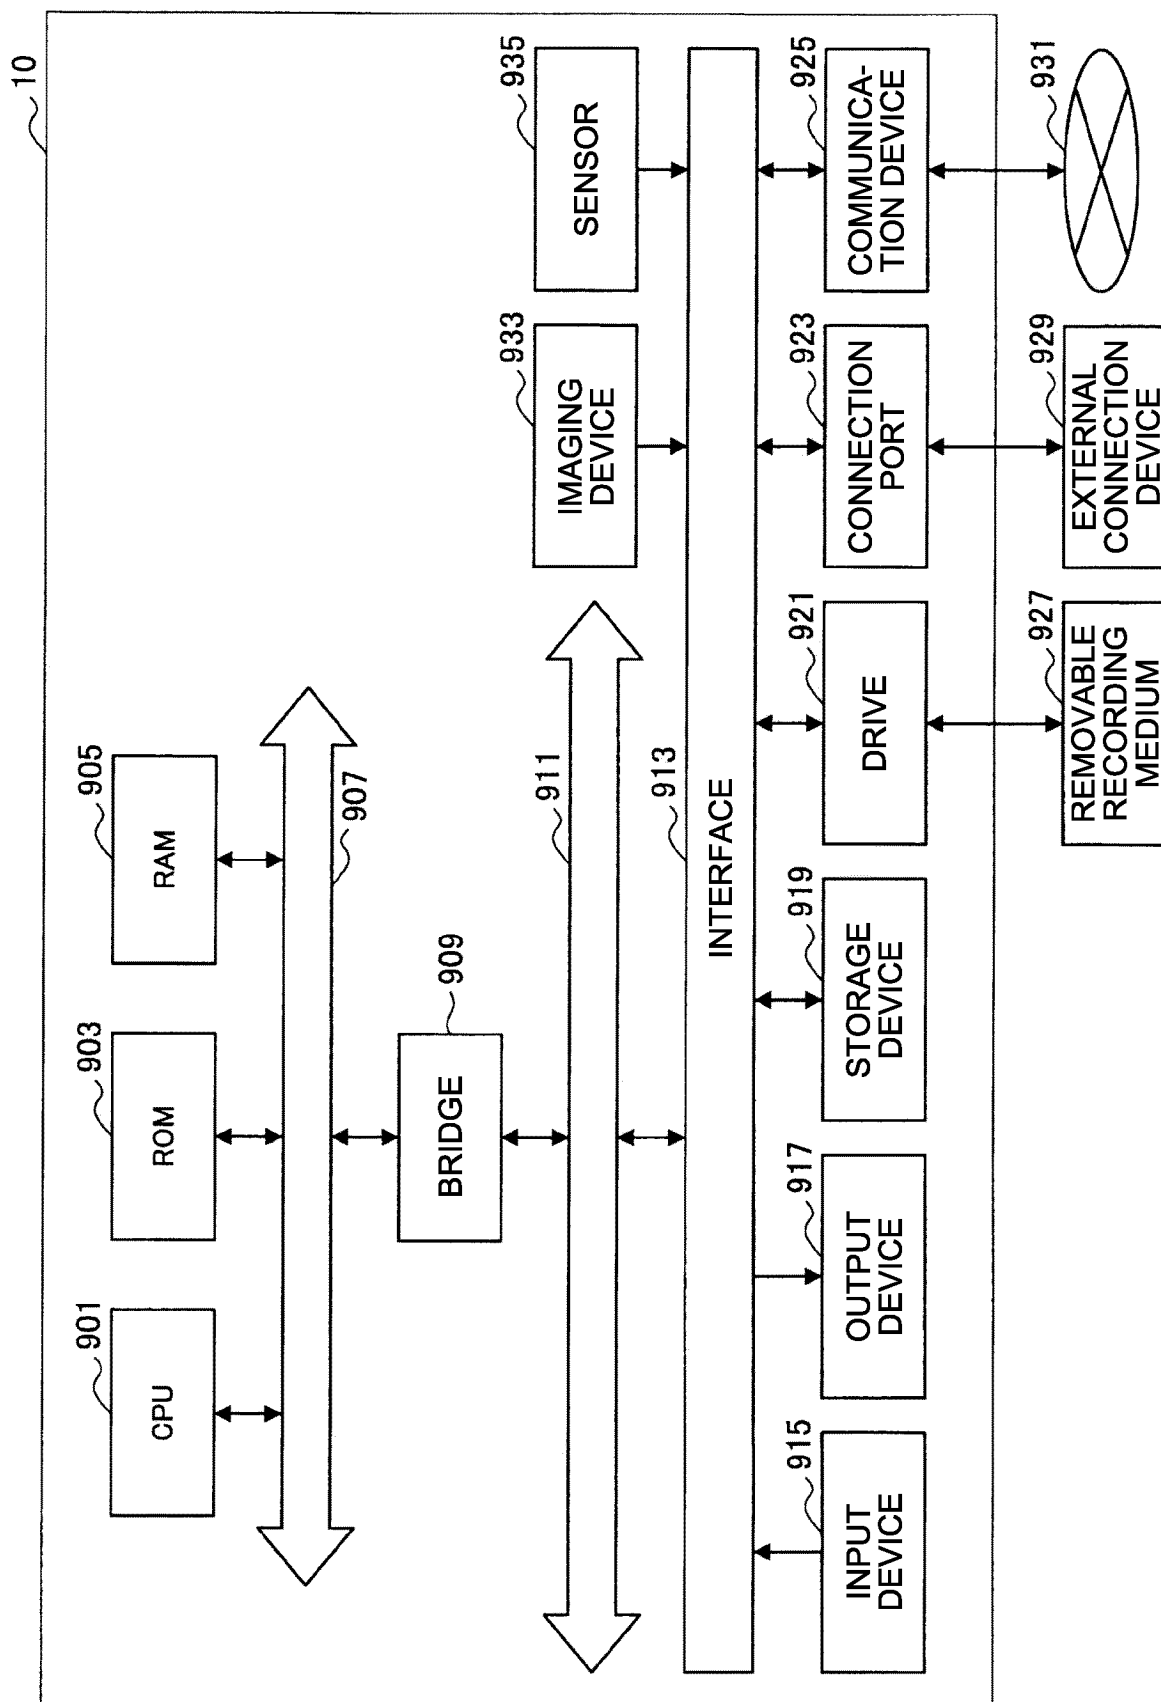 10
901
CPU
903
ROM
905
RAM
907
909
BRIDGE
911
933
IMAGING
DEVICE
935
SENSOR
913
INTERFACE
915
INPUT
DEVICE
917
OUTPUT
DEVICE
919
STORAGE
DEVICE
921
DRIVE
923
CONNECTION
PORT
925
COMMUNICA-
TION DEVICE
927
REMOVABLE
RECORDING
MEDIUM
929
EXTERNAL
CONNECTION
DEVICE
931